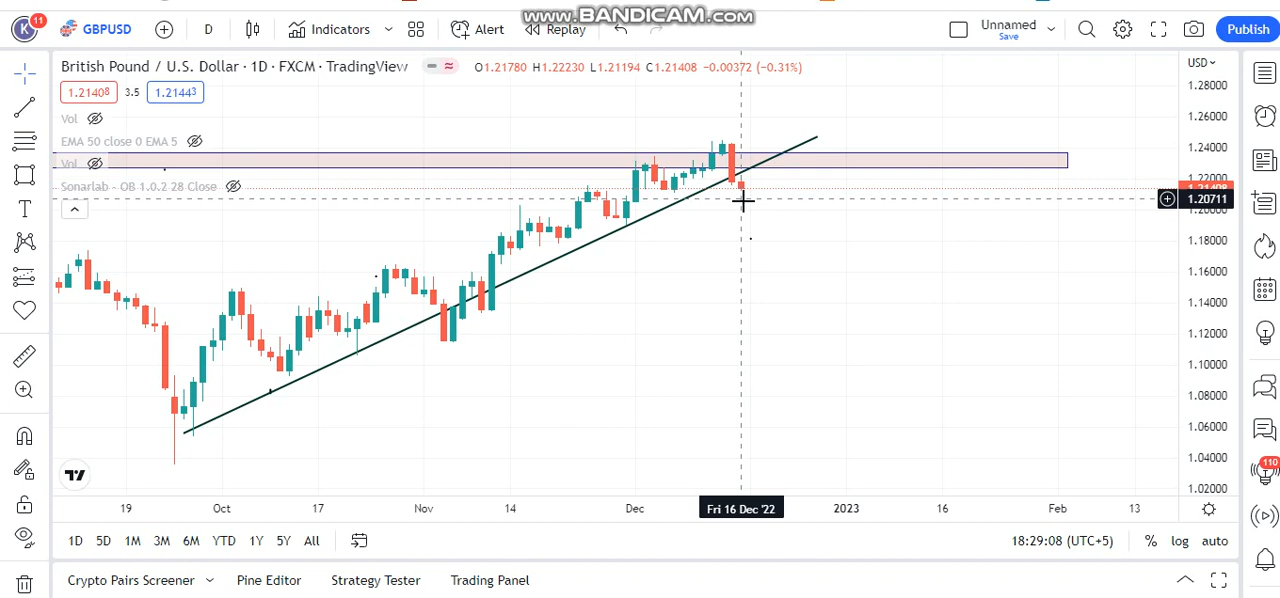 www.BANDICAM.com
K 11 GBPUSD D Indicators Alert Replay Unnamed Save Publish
British Pound / U.S. Dollar · 1D · FXCM · TradingView O1.21780 H1.22230 L1.21194 C1.21408 −0.00372 (−0.31%) USD
1.28000
1.21408 3.5 1.21443
Vol
1.26000
EMA 50 close 0 EMA 5
1.24000
Vol
1.22000
Sonarlab - OB 1.0.2 28 Close
1.21408
1.20711
1.20000
1.18000
1.16000
1.14000
1.12000
1.10000
1.08000
1.06000
1.04000
110
1.02000
19 Oct 17 Nov 14 Dec Fri 16 Dec '22 2023 16 Feb 13
1D 5D 1M 3M 6M YTD 1Y 5Y All 18:29:08 (UTC+5) % log auto
Crypto Pairs Screener Pine Editor Strategy Tester Trading Panel